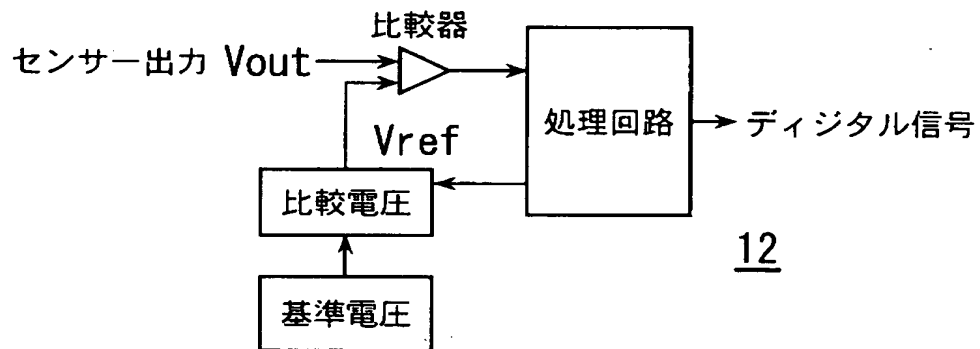 比較器
センサー出力 Vout
処理回路
ディジタル信号
Vref
比較電圧
12
基準電圧